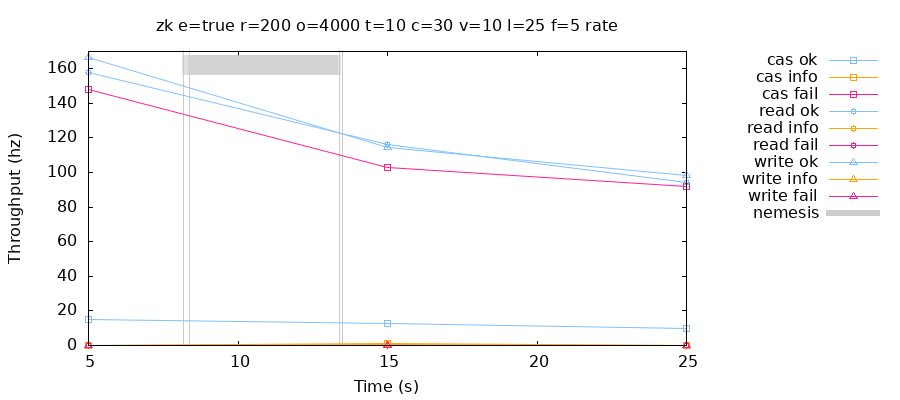 zk e=true r=200 o=4000 t=10 c=30 v=10 l=25 f=5 rate
Throughput (hz)
160
140
120
100
80
60
40
20
0
5
10
15
20
25
Time (s)
cas ok
cas info
cas fail
read ok
read info
read fail
write ok
write info
write fail
nemesis